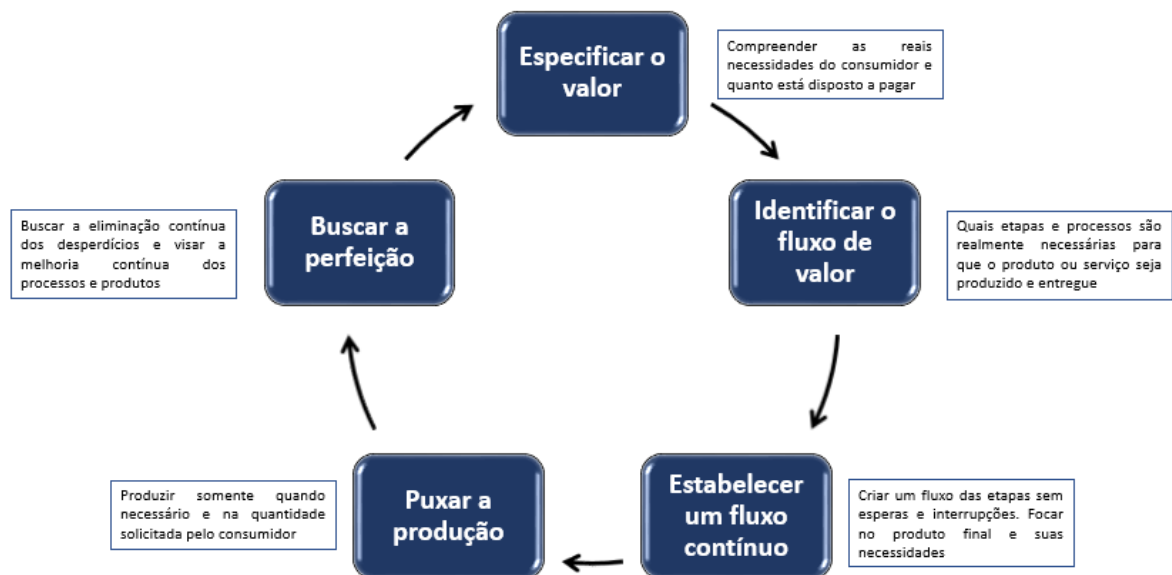 Especificar o
valor
Compreender as reais
necessidades do consumidor e
quanto está disposto a pagar
Identificar o
fluxo de
valor
Quais etapas e processos são
realmente necessárias para
que o produto ou serviço seja
produzido e entregue
Estabelecer
um fluxo
contínuo
Criar um fluxo das etapas sem
esperas e interrupções. Focar
no produto final e suas
necessidades
Puxar a
produção
Produzir somente quando
necessário e na quantidade
solicitada pelo consumidor
Buscar a
perfeição
Buscar a eliminação contínua
dos desperdícios e visar a
melhoria contínua dos
processos e produtos